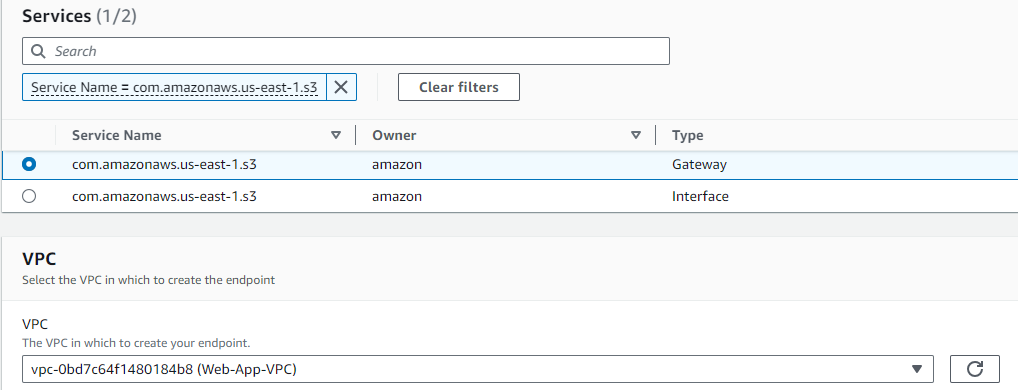 Services (1/2)
Search
Service Name = com.amazonaws.us-east-1.s3
Clear filters
Service Name Owner Type
com.amazonaws.us-east-1.s3 amazon Gateway
com.amazonaws.us-east-1.s3 amazon Interface
VPC
Select the VPC in which to create the endpoint
VPC
The VPC in which to create your endpoint.
vpc-0bd7c64f1480184b8 (Web-App-VPC)